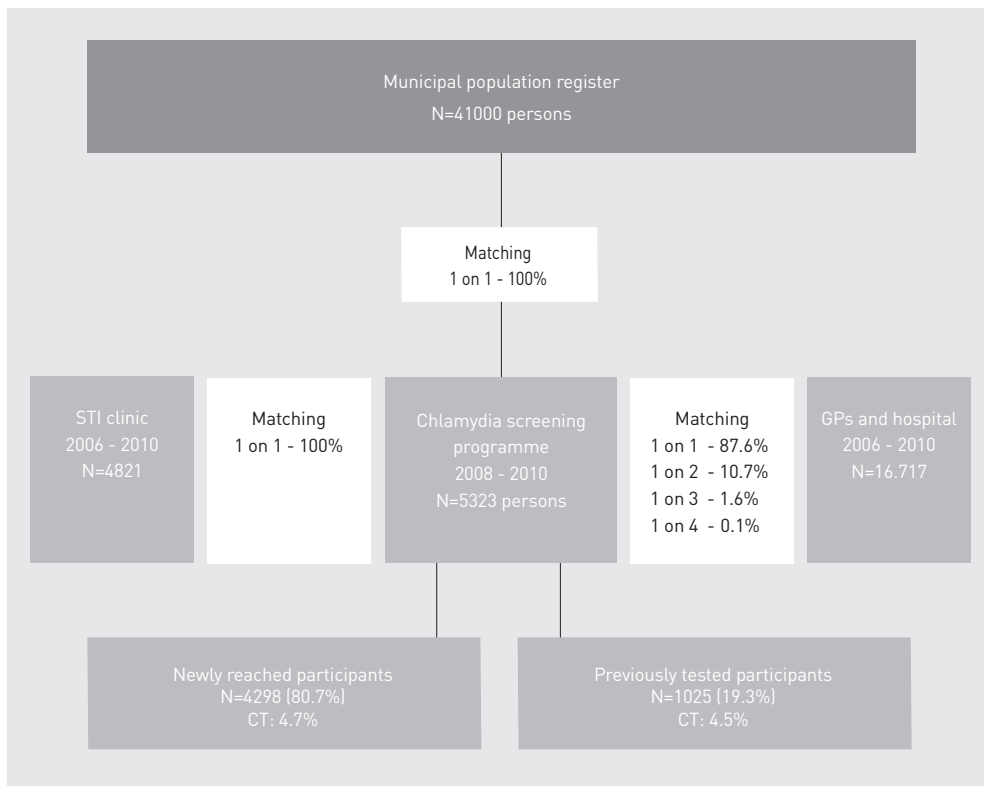 Municipal population register
N=41000 persons
Matching
1 on 1 - 100%
STI clinic
2006 - 2010
N=4821
Matching
1 on 1 - 100%
Chlamydia screening
programme
2008 - 2010
N=5323 persons
Matching
1 on 1 - 87.6%
1 on 2 - 10.7%
1 on 3 - 1.6%
1 on 4 - 0.1%
GPs and hospital
2006 - 2010
N=16.717
Newly reached participants
N=4298 (80.7%)
CT: 4.7%
Previously tested participants
N=1025 (19.3%)
CT: 4.5%